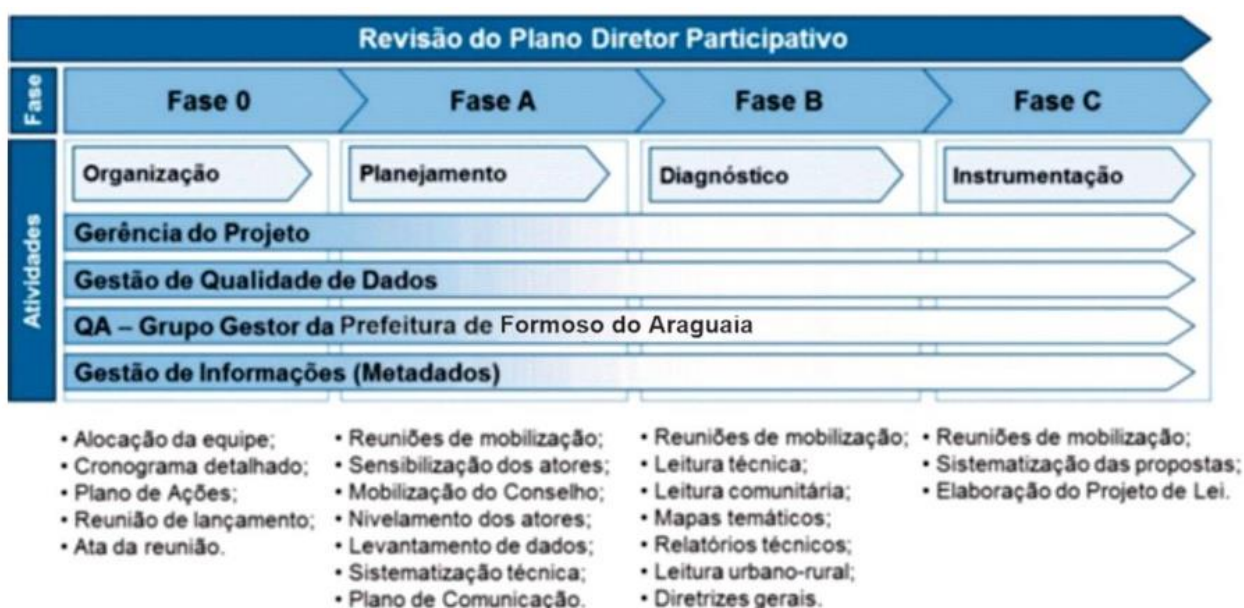 Revisão do Plano Diretor Participativo
Fase
Fase 0
Fase A
Fase B
Fase C
Atividades
Organização
Planejamento
Diagnóstico
Instrumentação
Gerência do Projeto
Gestão de Qualidade de Dados
QA – Grupo Gestor da Prefeitura de Formoso do Araguaia
Gestão de Informações (Metadados)
• Alocação da equipe;
• Cronograma detalhado;
• Plano de Ações;
• Reunião de lançamento;
• Ata da reunião.
• Reuniões de mobilização;
• Sensibilização dos atores;
• Mobilização do Conselho;
• Nivelamento dos atores;
• Levantamento de dados;
• Sistematização técnica;
• Plano de Comunicação.
• Reuniões de mobilização;
• Leitura técnica;
• Leitura comunitária;
• Mapas temáticos;
• Relatórios técnicos;
• Leitura urbano-rural;
• Diretrizes gerais.
• Reuniões de mobilização;
• Sistematização das propostas;
• Elaboração do Projeto de Lei.